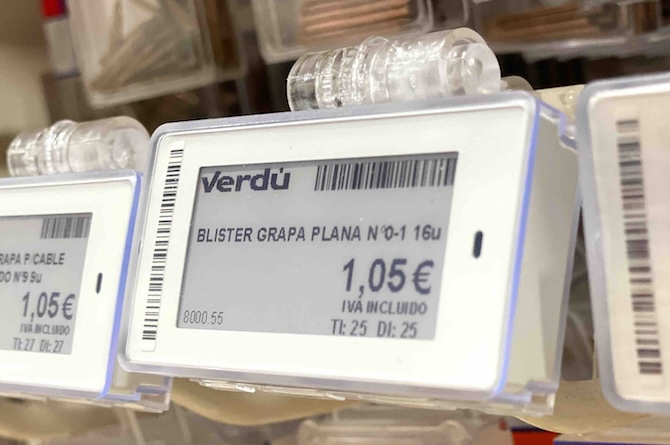 RAPA P/CABLE
DO Nº9 9u
1,05€
IVA INCLUIDO
TI: 27 DI: 27
Verdú
BLISTER GRAPA PLANA Nº0-1 16u
1,05€
IVA INCLUIDO
8000.55
TI: 25 DI: 25